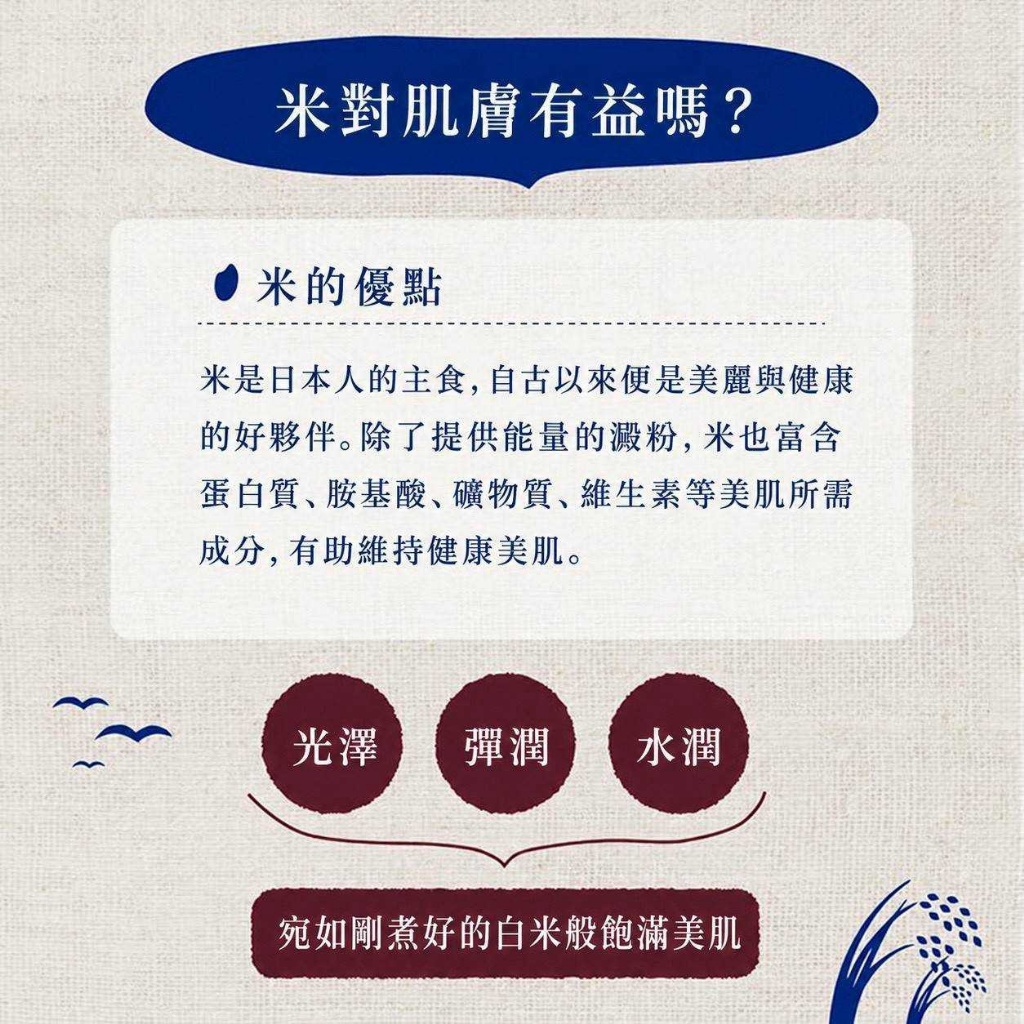 米對肌膚有益嗎？
米的優點
米是日本人的主食，自古以來便是美麗與健康
的好夥伴。除了提供能量的澱粉，米也富含
蛋白質、胺基酸、礦物質、維生素等美肌所需
成分，有助維持健康美肌。
光澤
彈潤
水潤
宛如剛煮好的白米般飽滿美肌